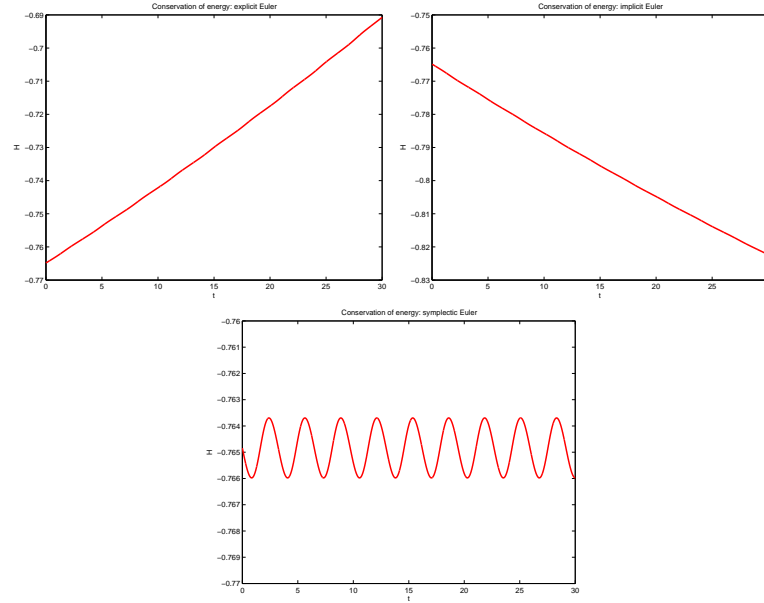 Conservation of energy: explicit Euler
−0.69
−0.7
−0.71
−0.72
−0.73
−0.74
−0.75
−0.76
−0.77
H
0 5 10 15 20 25 30
t
Conservation of energy: implicit Euler
−0.75
−0.76
−0.77
−0.78
−0.79
−0.8
−0.81
−0.82
−0.83
H
0 5 10 15 20 25
t
Conservation of energy: symplectic Euler
−0.76
−0.761
−0.762
−0.763
−0.764
−0.765
−0.766
−0.767
−0.768
−0.769
−0.77
H
0 5 10 15 20 25 30
t